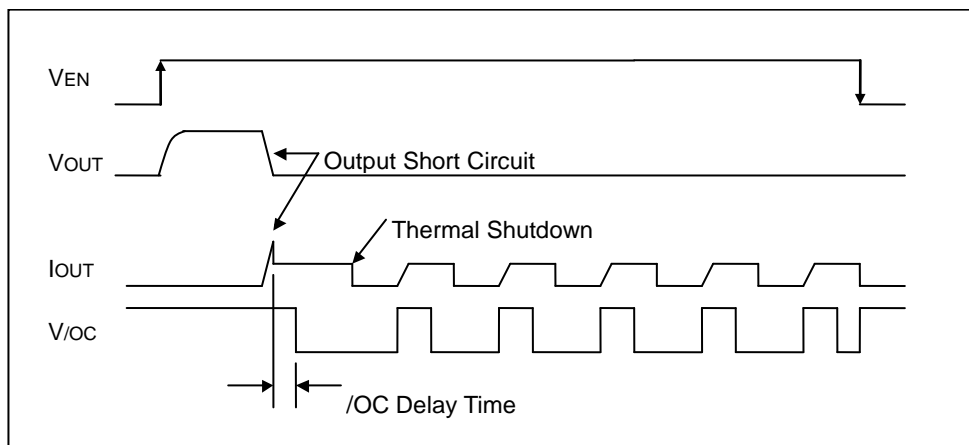 VEN
VOUT
Output Short Circuit
Thermal Shutdown
IOUT
V/OC
/OC Delay Time